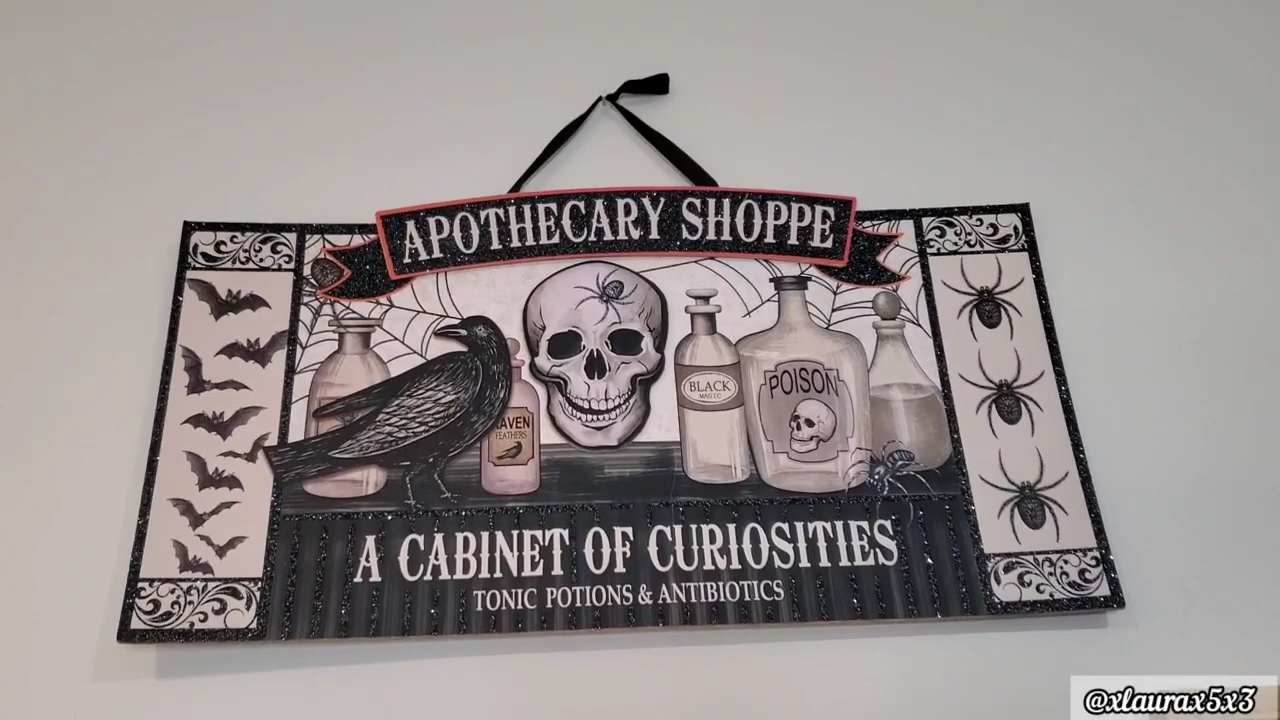 APOTHECARY SHOPPE
RAVEN
FEATHERS
BLACK
MAGIC
POISON
A CABINET OF CURIOSITIES
TONIC POTIONS & ANTIBIOTICS
@xlaurax5x3